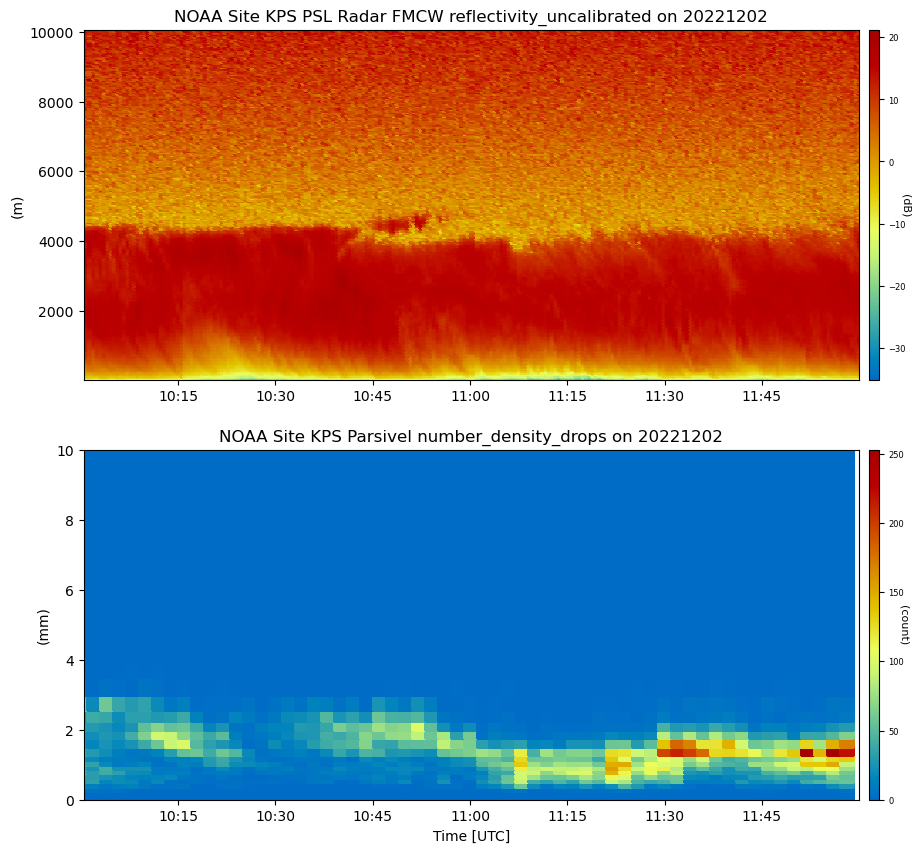 NOAA Site KPS PSL Radar FMCW reflectivity_uncalibrated on 20221202
10000
8000
6000
4000
2000
(m)
10:15 10:30 10:45 11:00 11:15 11:30 11:45
20
10
0
−10
−20
−30
(dB)
NOAA Site KPS Parsivel number_density_drops on 20221202
10
8
6
4
2
0
(mm)
10:15 10:30 10:45 11:00 11:15 11:30 11:45
Time [UTC]
250
200
150
100
50
0
(count)